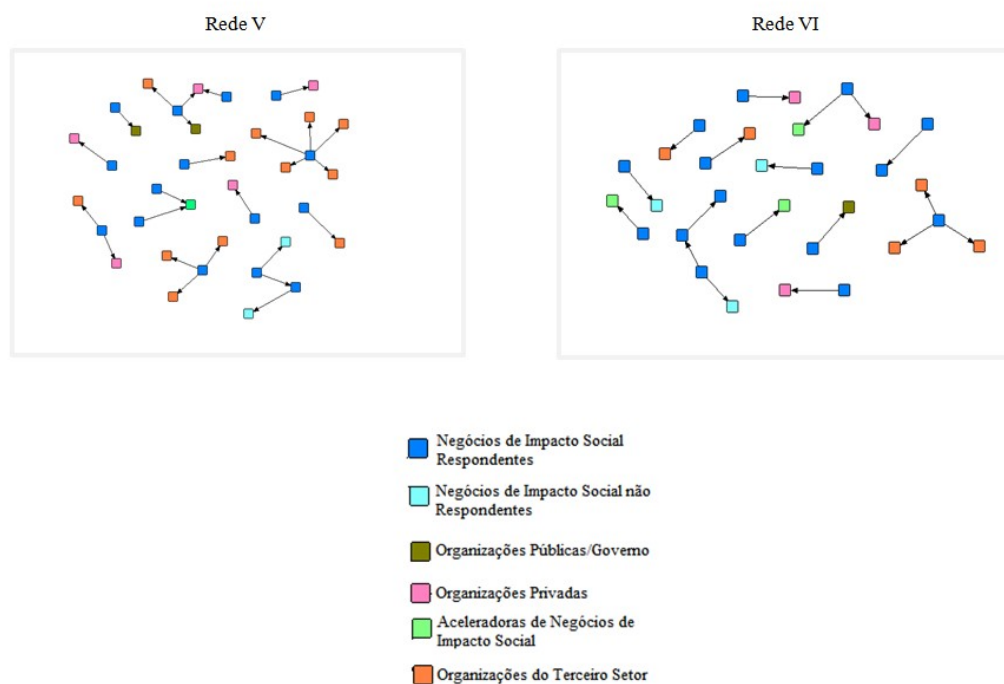 Rede V
Rede VI
Negócios de Impacto Social
Respondentes
Negócios de Impacto Social não
Respondentes
Organizações Públicas/Governo
Organizações Privadas
Aceleradoras de Negócios de
Impacto Social
Organizações do Terceiro Setor